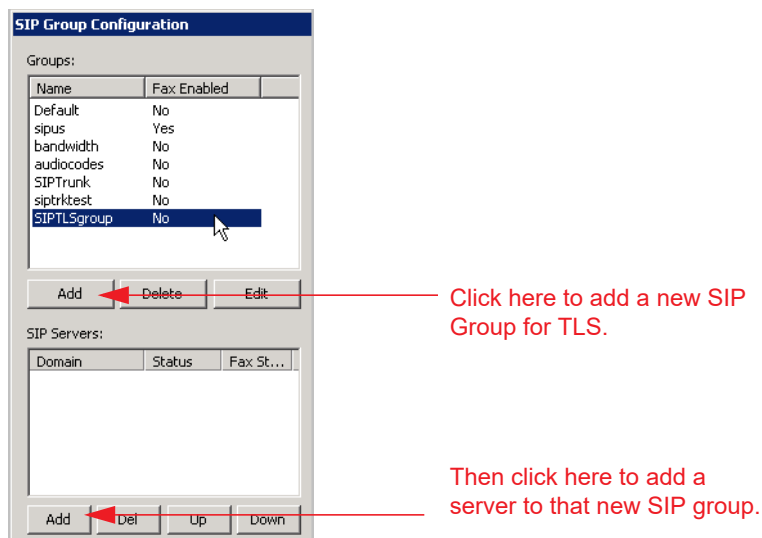 SIP Group Configuration
Groups:
Name Fax Enabled
Default No
sipus Yes
bandwidth No
audiocodes No
SIPTrunk No
siptrktest No
SIPTLSgroup No
Add Delete Edit
Click here to add a new SIP
Group for TLS.
SIP Servers:
Domain Status Fax St...
Then click here to add a
server to that new SIP group.
Add Del Up Down